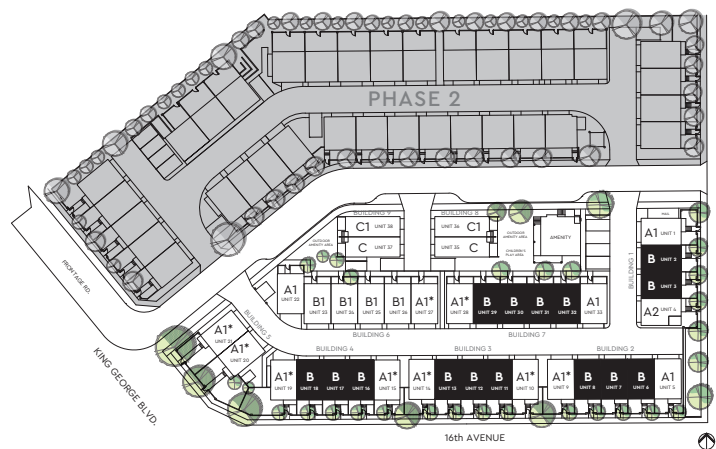 PHASE 2
BUILDING 9
BUILDING 8
C1 UNIT 38
UNIT 36 C1
OUTDOOR
AMENITY AREA
C UNIT 37
UNIT 35 C
OUTDOOR
AMENITY AREA
CHILDREN'S
PLAY AREA
AMENITY
MAIL
A1 UNIT 1
B UNIT 2
B UNIT 3
A2 UNIT 4
BUILDING 1
FRONTAGE RD.
KING GEORGE BLVD.
A1
UNIT 22
B1
UNIT 23
B1
UNIT 24
B1
UNIT 25
B1
UNIT 26
A1*
UNIT 27
A1*
UNIT 28
B
UNIT 29
B
UNIT 30
B
UNIT 31
B
UNIT 32
A1
UNIT 33
BUILDING 6
BUILDING 7
BUILDING 5
A1*
UNIT 21
A1*
UNIT 20
BUILDING 4
BUILDING 3
BUILDING 2
A1*
UNIT 19
B
UNIT 18
B
UNIT 17
B
UNIT 16
A1*
UNIT 15
A1*
UNIT 14
B
UNIT 13
B
UNIT 12
B
UNIT 11
A1*
UNIT 10
A1*
UNIT 9
B
UNIT 8
B
UNIT 7
B
UNIT 6
A1
UNIT 5
16th AVENUE